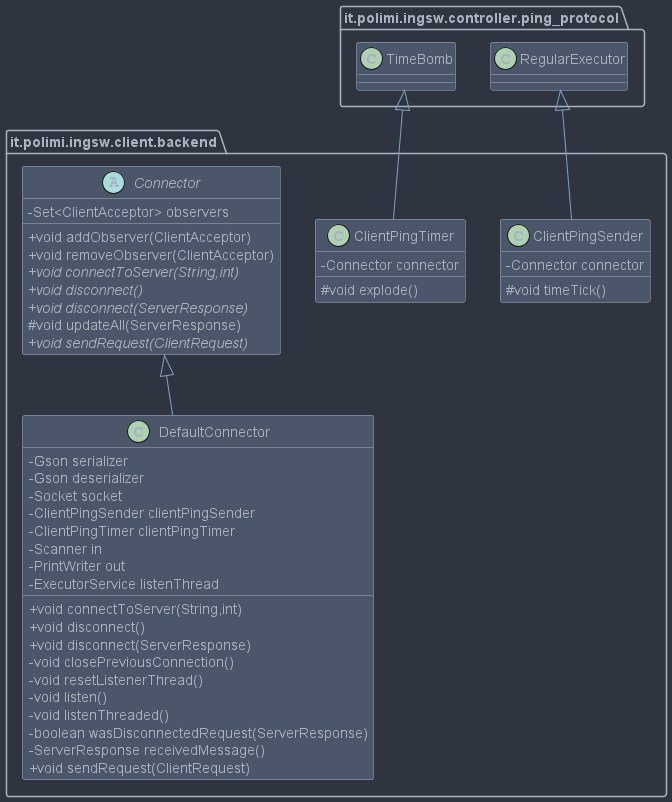 it.polimi.ingsw.controller.ping_protocol
C TimeBomb
C RegularExecutor
it.polimi.ingsw.client.backend
A Connector
-Set<ClientAcceptor> observers
+void addObserver(ClientAcceptor)
+void removeObserver(ClientAcceptor)
+void connectToServer(String,int)
+void disconnect()
+void disconnect(ServerResponse)
#void updateAll(ServerResponse)
+void sendRequest(ClientRequest)
C ClientPingTimer
-Connector connector
#void explode()
C ClientPingSender
-Connector connector
#void timeTick()
C DefaultConnector
-Gson serializer
-Gson deserializer
-Socket socket
-ClientPingSender clientPingSender
-ClientPingTimer clientPingTimer
-Scanner in
-PrintWriter out
-ExecutorService listenThread
+void connectToServer(String,int)
+void disconnect()
+void disconnect(ServerResponse)
-void closePreviousConnection()
-void resetListenerThread()
-void listen()
-void listenThreaded()
-boolean wasDisconnectedRequest(ServerResponse)
-ServerResponse receivedMessage()
+void sendRequest(ClientRequest)